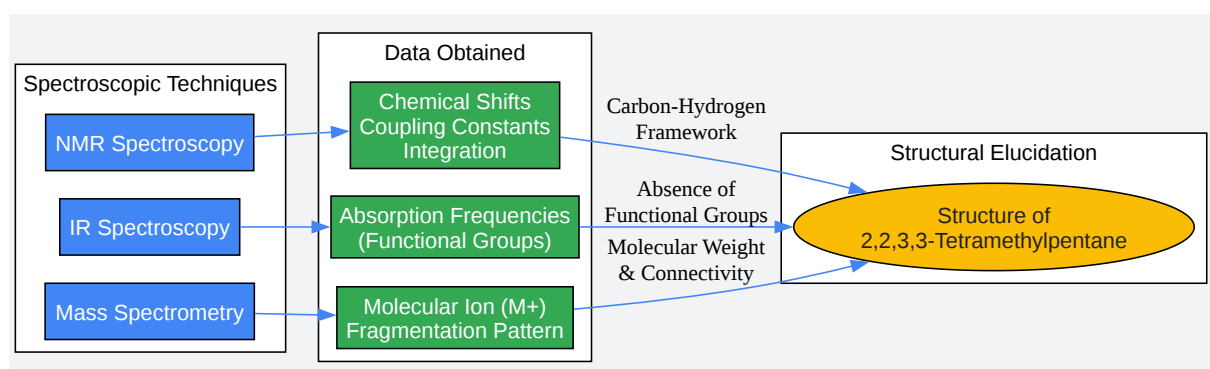 Spectroscopic Techniques
NMR Spectroscopy
IR Spectroscopy
Mass Spectrometry
Data Obtained
Chemical Shifts
Coupling Constants
Integration
Absorption Frequencies
(Functional Groups)
Molecular Ion (M+)
Fragmentation Pattern
Carbon-Hydrogen
Framework
Absence of
Functional Groups
Molecular Weight
& Connectivity
Structural Elucidation
Structure of
2,2,3,3-Tetramethylpentane